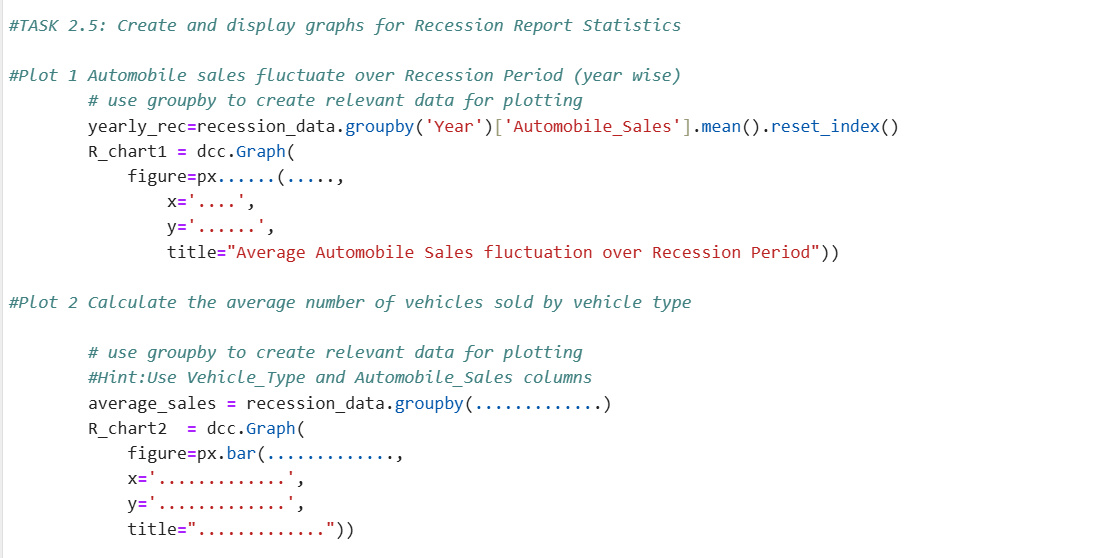 #TASK 2.5: Create and display graphs for Recession Report Statistics
#Plot 1 Automobile sales fluctuate over Recession Period (year wise)
# use groupby to create relevant data for plotting
yearly_rec=recession_data.groupby('Year')['Automobile_Sales'].mean().reset_index()
R_chart1 = dcc.Graph(
figure=px......(.....,
x='....',
y='......',
title="Average Automobile Sales fluctuation over Recession Period"))
#Plot 2 Calculate the average number of vehicles sold by vehicle type
# use groupby to create relevant data for plotting
#Hint:Use Vehicle_Type and Automobile_Sales columns
average_sales = recession_data.groupby(.............)
R_chart2  = dcc.Graph(
figure=px.bar(.............,
x='.............',
y='.............',
title="............."))